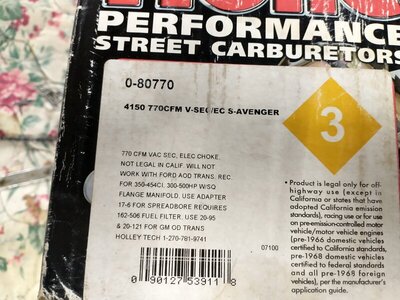 PERFORMANCE
STREET CARBURETORS
0-80770
4150 770CFM V-SEC/EC S-AVENGER
3
770 CFM VAC SEC, ELEC CHOKE.
NOT LEGAL IN CALIF. WILL NOT
WORK WITH FORD AOD TRANS. REC.
FOR 350-454CI, 300-500HP W/SQ
FLANGE MANIFOLD. USE ADAPTER
17-6 FOR SPREADBORE REQUIRES
162-506 FUEL FILTER. USE 20-95
& 20-121 FOR GM OD TRANS
HOLLEY TECH 1-270-781-9741
07100
0 90127 53911 8
• Product is legal only for off-
highway use (except in
California or states that have
adopted California emission
standards), racing use or for use
on pre-emission-controlled motor
vehicle/motor vehicle engines
(pre-1966 domestic vehicles
certified to California standards,
pre-1968 domestic vehicles
certified to federal standards
and all pre-1968 foreign
vehicles), per the manufacturer's
application guidelines